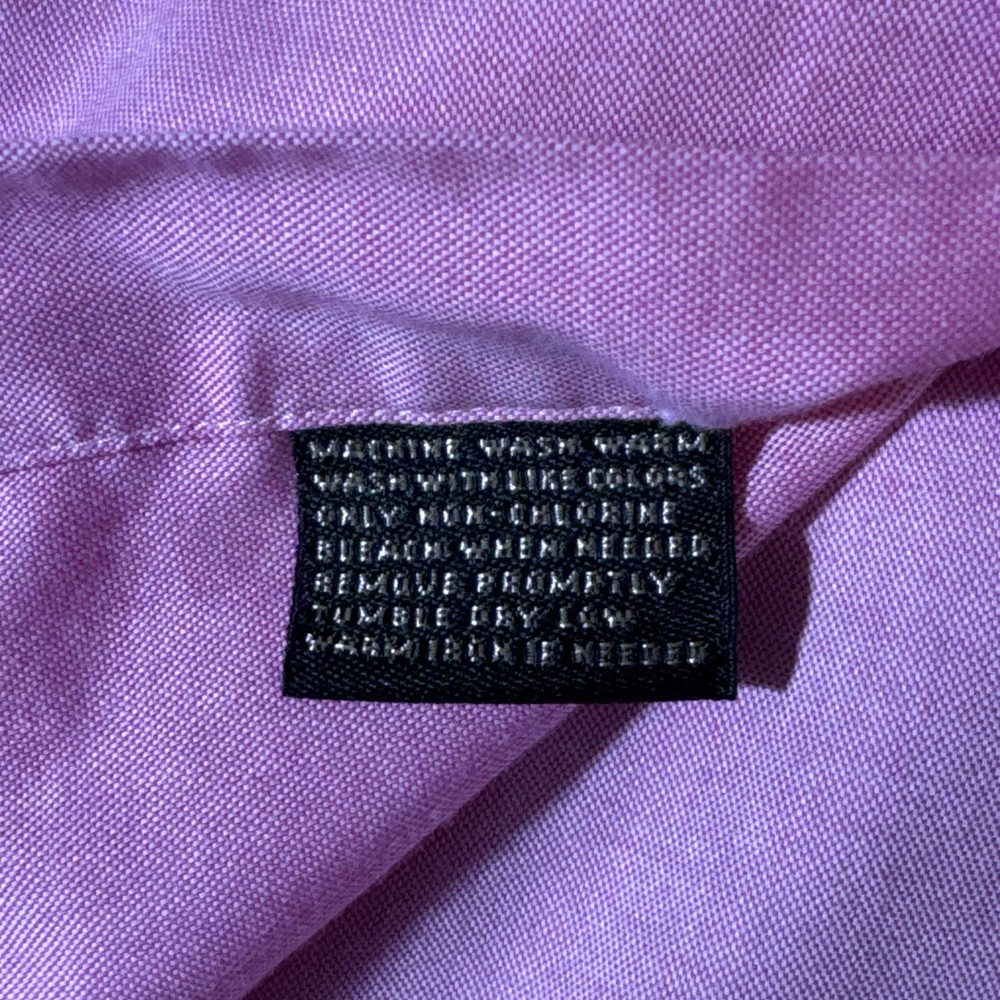 MACHINE WASH WARM
WASH WITH LIKE COLORS
ONLY NON-CHLORINE
BLEACH WHEN NEEDED
REMOVE PROMPTLY
TUMBLE DRY LOW
WARM/IRON IF NEEDED